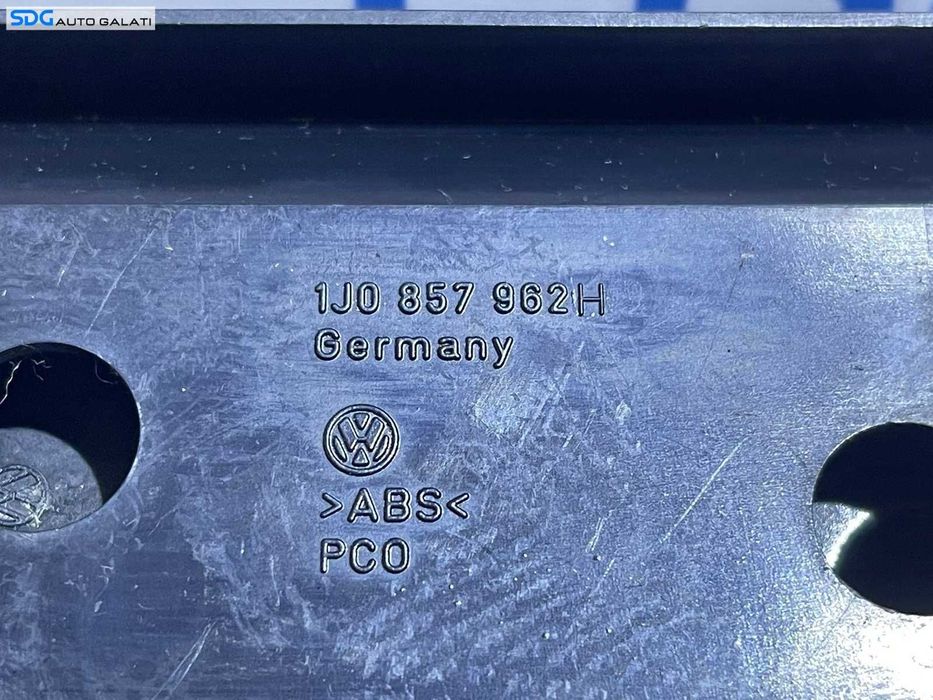 SDG AUTO GALATI
1J0 857 962H
Germany
>ABS<
PCO